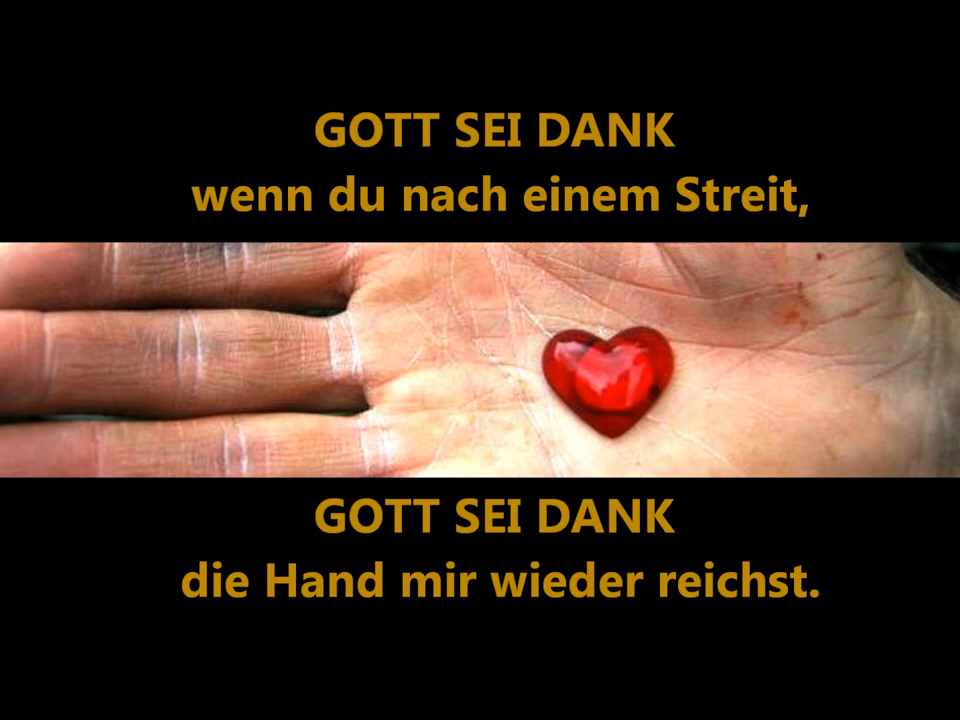 GOTT SEI DANK
wenn du nach einem Streit,
GOTT SEI DANK
die Hand mir wieder reichst.